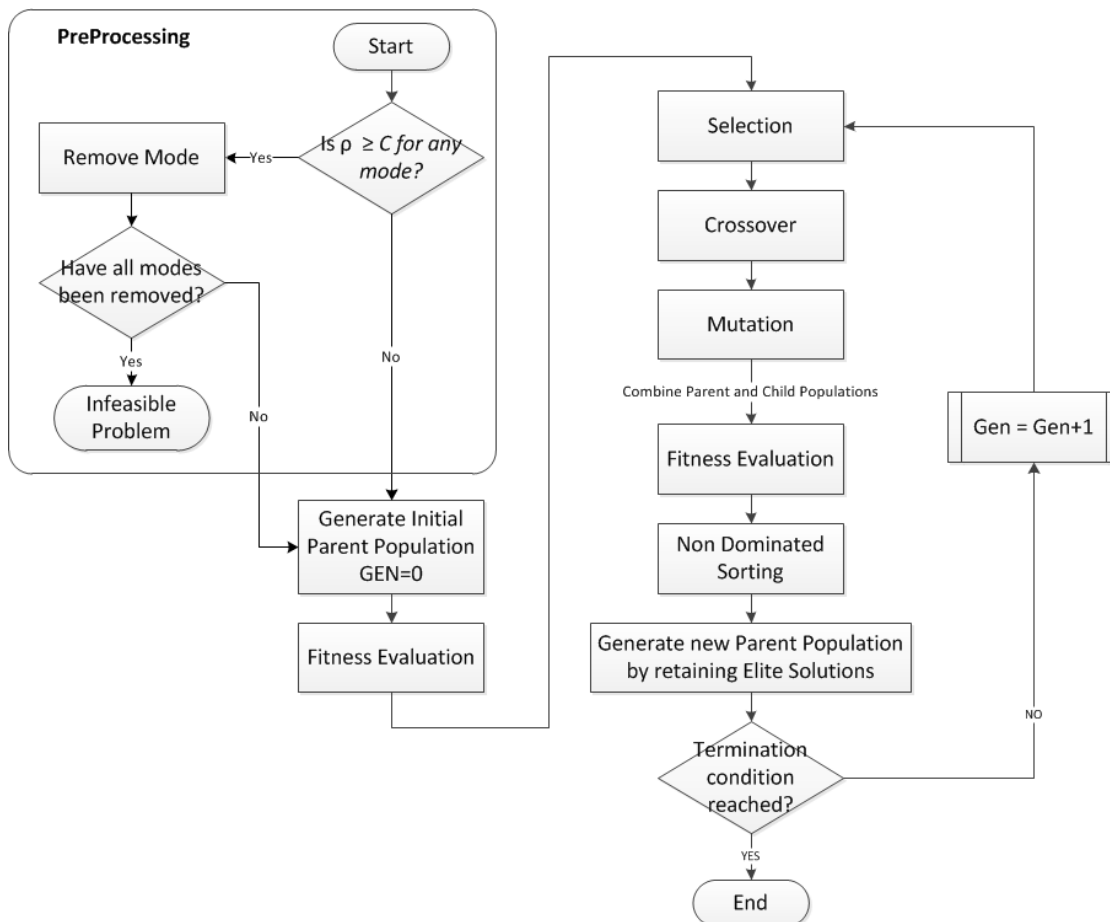 PreProcessing
Start
Is ρ ≥ C for any
mode?
Yes
Remove Mode
Have all modes
been removed?
Yes
Infeasible
Problem
No
No
Generate Initial
Parent Population
GEN=0
Fitness Evaluation
Selection
Crossover
Mutation
Combine Parent and Child Populations
Fitness Evaluation
Non Dominated
Sorting
Generate new Parent Population
by retaining Elite Solutions
Termination
condition
reached?
NO
Gen = Gen+1
YES
End